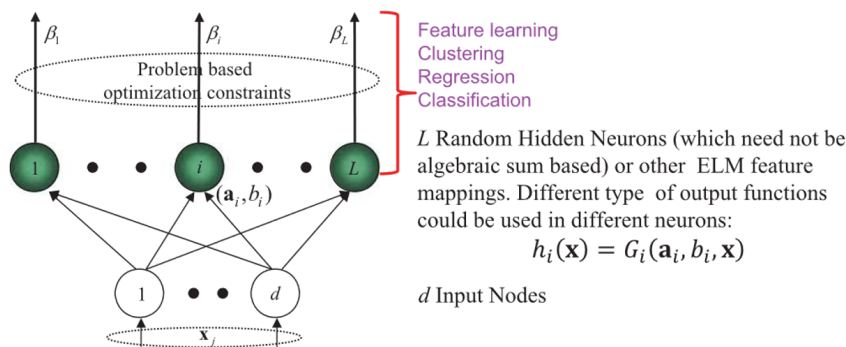 β₁ βᵢ β_L
Feature learning
Clustering
Regression
Classification
Problem based
optimization constraints
L Random Hidden Neurons (which need not be
algebraic sum based) or other ELM feature
mappings. Different type of output functions
could be used in different neurons:
hᵢ(𝐱) = Gᵢ(𝐚ᵢ, bᵢ, 𝐱)
1 i L
(𝐚ᵢ, bᵢ)
1 d
d Input Nodes
𝐱ⱼ